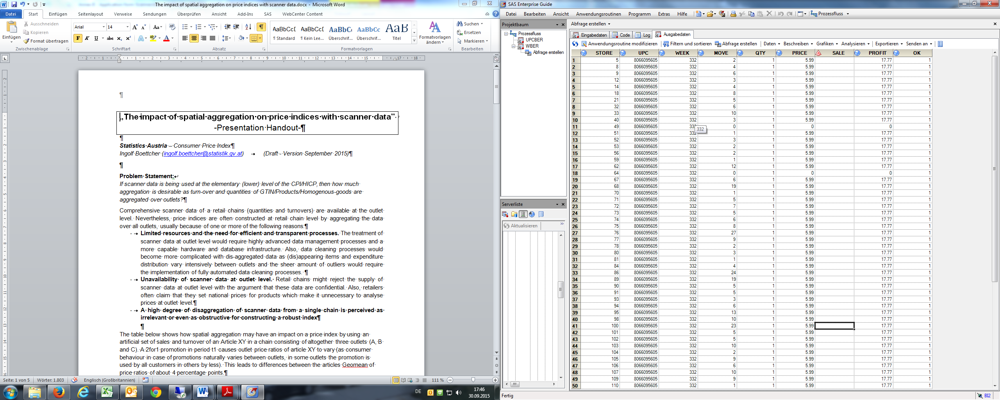 The impact of spatial aggregation on price indices with scanner data.docx - Microsoft Word
Datei Start Einfügen Seitenlayout Verweise Sendungen Überprüfen Ansicht Add-Ins SAS WebCenter Content
Einfügen
Ausschneiden
Kopieren
Format übertragen
Zwischenablage
Arial 14
Schriftart
Absatz
AaBbCcI AaBbCcI AaBbCc AaBbCc AaB
¶ Standard ¶ Kein Lee... Überschrif... Überschrif... Titel
Formatvorlagen ändern
Formatvorlagen
Suchen
Ersetzen
Markieren
Bearbeiten
¶
„The impact of spatial aggregation on price indices with scanner data”
-Presentation Handout-¶
¶
Statistics Austria – Consumer Price Index¶
Ingolf Boettcher (ingolf.boettcher@statistik.gv.at) → (Draft - Version September 2015)¶
¶
Problem Statement:
If scanner data is being used at the elementary (lower) level of the CPI/HICP, then how much
aggregation is desirable as turn-over and quantities of GTIN/Products/Homogenous-goods are
aggregated over outlets?¶
Comprehensive scanner data of a retail chains (quantities and turnovers) are available at the outlet
level. Nevertheless, price indices are often constructed at retail chain level by aggregating the data
over all outlets, usually because of one or more of the following reasons:¶
- → Limited resources and the need for efficient and transparent processes. The treatment of
scanner data at outlet level would require highly advanced data management processes and a
more capable hardware and database infrastructure. Also, data cleaning processes would
become more complicated with dis-aggregated data as (dis)appearing items and expenditure
distribution vary intensively between outlets and the sheer amount of outliers would require
the implementation of fully automated data cleaning processes. ¶
- → Unavailability of scanner data at outlet level. Retail chains might reject the supply of
scanner data at outlet level with the argument that these data are confidential. Also, retailers
often claim that they set national prices for products which make it unnecessary to analyse
prices at outlet level.¶
- → A high degree of disaggregation of scanner data from a single chain is perceived as
irrelevant or even as obstructive for constructing a robust index¶
¶
The table below shows how spatial aggregation may have an impact on a price index by using an
artificial set of sales and turnover of an Article XY in a chain consisting of altogether three outlets (A, B
and C). A 2for1 promotion in period t1 causes outlet price ratios of article XY to vary (as consumer
behaviour in case of promotions naturally varies between outlets, in some outlets the promotion is
used by all customers in others by less). This leads to differences between the articles Geomean of
price ratios of about 4 percentage points.¶
Seite: 1 von 5 Wörter: 1.803 Englisch (Großbritannien) 111 %
DE 17:46
30.09.2015
SAS Enterprise Guide
Datei Bearbeiten Ansicht Anwendungsroutinen Programm Extras Hilfe Prozessfluss
Projektbaum
Prozessfluss
UPCBER
WBER
Abfrage erstellen
Serverliste
Aktualisieren
Abfrage erstellen
Eingabedaten Code Log Ausgabedaten
Anwendungsroutine modifizieren Filtern und sortieren Abfrage erstellen Daten Beschreiben Grafiken Analysieren Exportieren Senden an
STORE UPC WEEK MOVE QTY PRICE SALE PROFIT OK
1 5 8066095605 332 2 1 5.99 17.77 1
2 8 8066095605 332 4 1 5.99 17.77 1
3 9 8066095605 332 6 1 5.99 17.77 1
4 12 8066095605 332 3 1 5.99 17.77 1
5 14 8066095605 332 4 1 5.99 17.77 1
6 18 8066095605 332 8 1 5.99 17.77 1
7 21 8066095605 332 5 1 5.99 17.77 1
8 32 8066095605 332 6 1 5.99 17.77 1
9 33 8066095605 332 10 1 5.99 17.77 1
10 40 8066095605 332 3 1 5.99 17.77 1
11 49 8066095605 332 0 1 0 0 1
332
12 51 8066095605 332 1 1 5.99 17.77 1
13 52 8066095605 332 3 1 5.99 17.77 1
14 53 8066095605 332 2 1 5.99 17.77 1
15 56 8066095605 332 2 1 5.99 17.77 1
16 59 8066095605 332 1 1 5.99 17.77 1
17 62 8066095605 332 12 1 5.99 17.77 1
18 64 8066095605 332 0 1 0 0 1
19 67 8066095605 332 6 1 5.99 17.77 1
20 68 8066095605 332 19 1 5.99 17.77 1
21 70 8066095605 332 1 1 5.99 17.77 1
22 71 8066095605 332 5 1 5.99 17.77 1
23 72 8066095605 332 7 1 5.99 17.77 1
24 73 8066095605 332 5 1 5.99 17.77 1
25 74 8066095605 332 6 1 5.99 17.77 1
26 75 8066095605 332 8 1 5.99 17.77 1
27 76 8066095605 332 27 1 5.99 17.77 1
28 77 8066095605 332 9 1 5.99 17.77 1
29 78 8066095605 332 2 1 5.99 17.77 1
30 80 8066095605 332 3 1 5.99 17.77 1
31 81 8066095605 332 1 1 5.99 17.77 1
32 84 8066095605 332 4 1 5.99 17.77 1
33 86 8066095605 332 24 1 5.99 17.77 1
34 89 8066095605 332 19 1 5.99 17.77 1
35 90 8066095605 332 5 1 5.99 17.77 1
36 91 8066095605 332 5 1 5.99 17.77 1
37 93 8066095605 332 3 1 5.99 17.77 1
38 94 8066095605 332 6 1 5.99 17.77 1
39 95 8066095605 332 13 1 5.99 17.77 1
40 98 8066095605 332 10 1 5.99 17.77 1
41 100 8066095605 332 23 1 5.99 17.77 1
42 101 8066095605 332 5 1 5.99 17.77 1
43 102 8066095605 332 5 1 5.99 17.77 1
44 103 8066095605 332 10 1 5.99 17.77 1
45 104 8066095605 332 2 1 5.99 17.77 1
46 105 8066095605 332 9 1 5.99 17.77 1
47 106 8066095605 332 6 1 5.99 17.77 1
48 107 8066095605 332 10 1 5.99 17.77 1
49 109 8066095605 332 9 1 5.99 17.77 1
50 110 8066095605 332 1 1 5.99 17.77 1
Fertig BI2